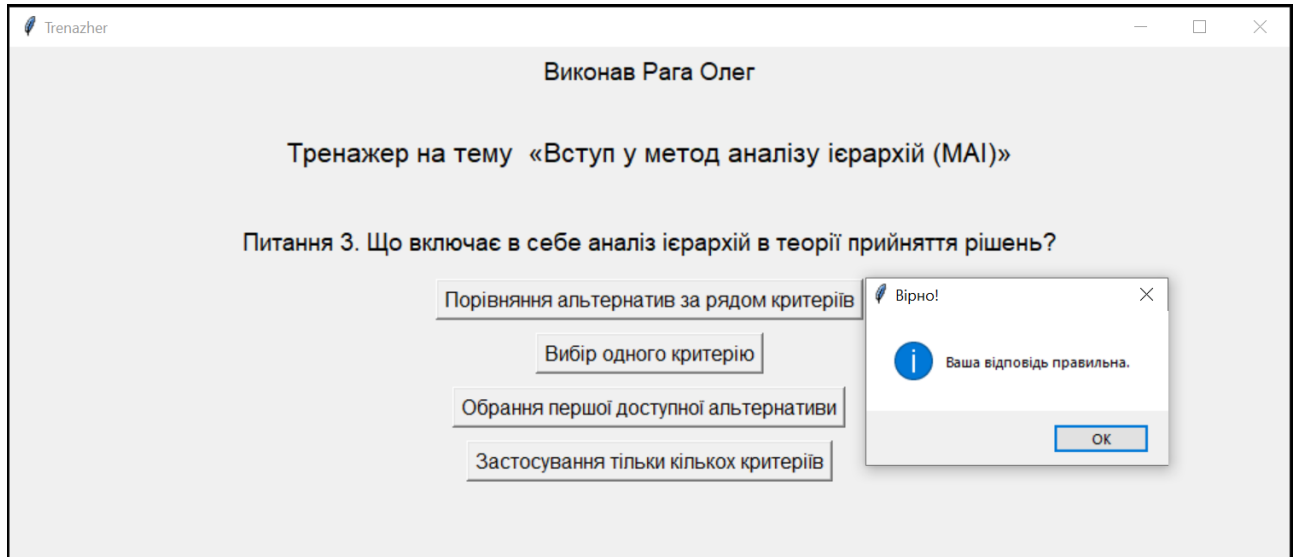 Trenazher
Виконав Рага Олег
Тренажер на тему «Вступ у метод аналізу ієрархій (МАІ)»
Питання 3. Що включає в себе аналіз ієрархій в теорії прийняття рішень?
Порівняння альтернатив за рядом критеріїв
Вірно!
Вибір одного критерію
Ваша відповідь правильна.
Обрання першої доступної альтернативи
OK
Застосування тільки кількох критеріїв